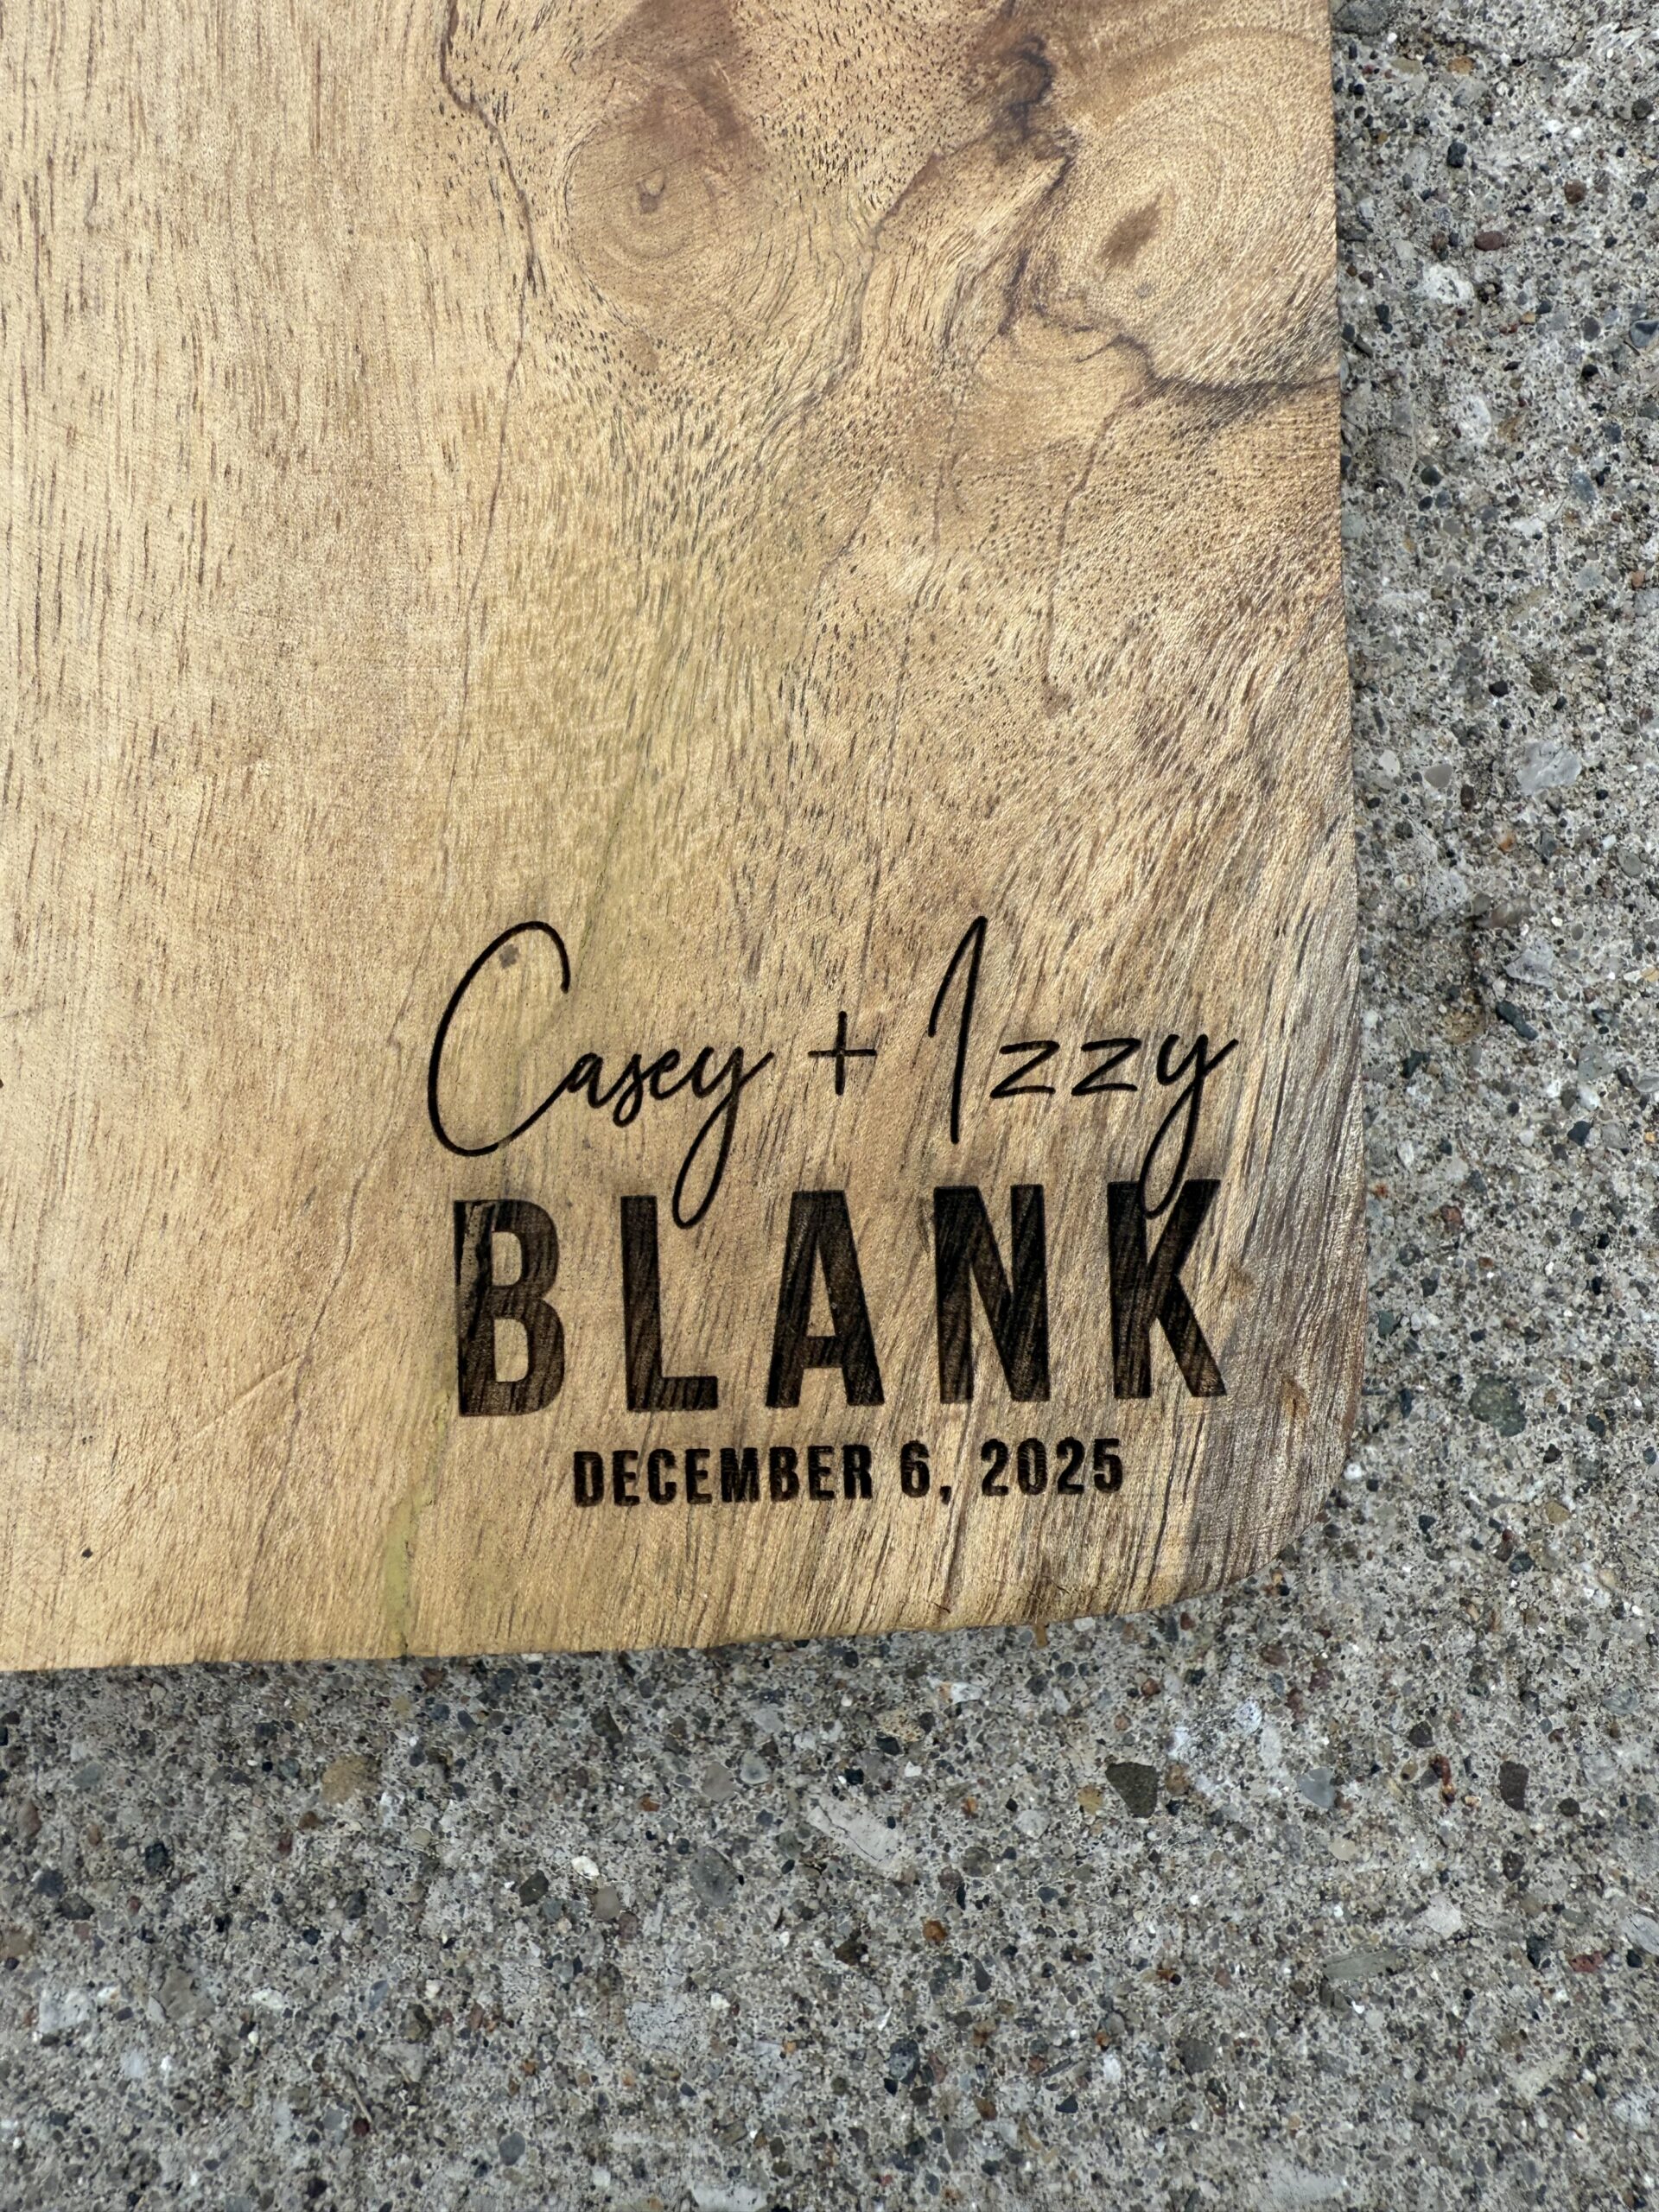 Casey + Izzy
BLANK
DECEMBER 6, 2025